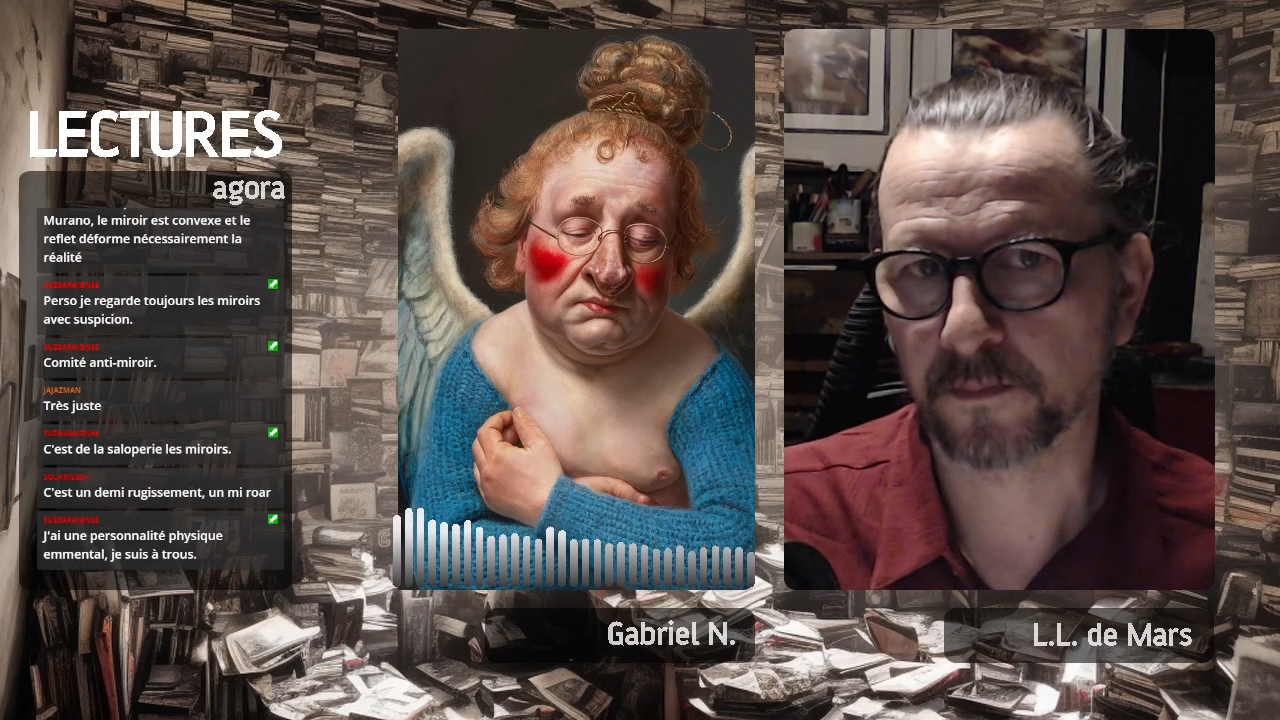 LECTURES
agora
Murano, le miroir est convexe et le
reflet déforme nécessairement la
réalité
Perso je regarde toujours les miroirs
avec suspicion.
Comité anti-miroir.
JAJAZMAN
Très juste
C'est de la saloperie les miroirs.
C'est un demi rugissement, un mi roar
J'ai une personnalité physique
emmental, je suis à trous.
Gabriel N.
L.L. de Mars